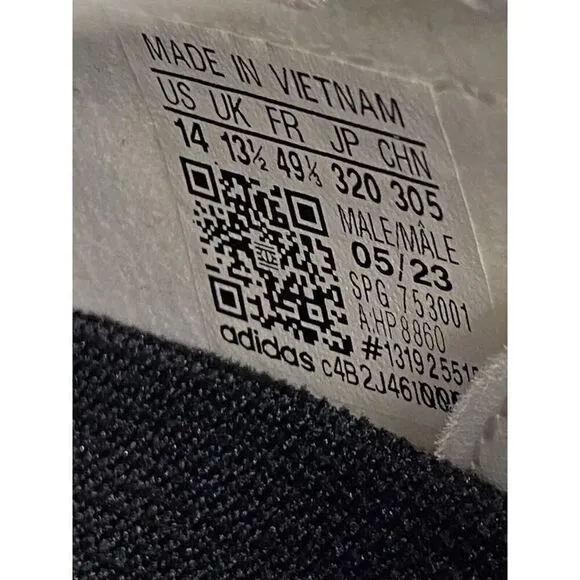 MADE IN VIETNAM
US UK FR JP CHN
14 13½ 49⅓ 320 305
MALE/MÂLE
05/23
SPG 753001
A.HP8860
adidas